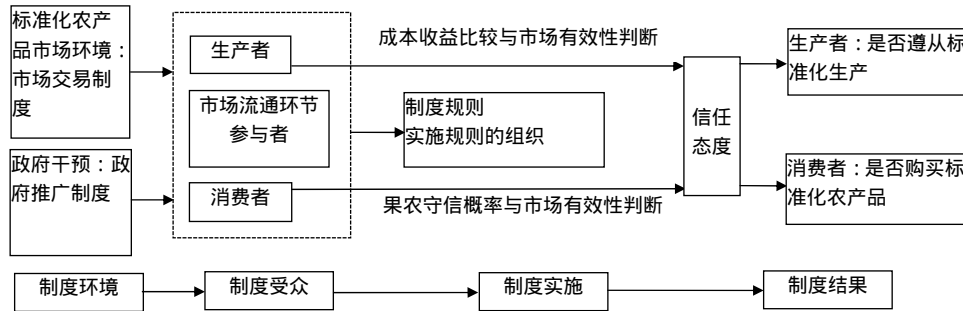 标准化农产
品市场环境：
市场交易制
度
政府干预：政
府推广制度
生产者
市场流通环节
参与者
消费者
成本收益比较与市场有效性判断
制度规则
实施规则的组织
果农守信概率与市场有效性判断
信任
态度
生产者：是否遵从标
准化生产
消费者：是否购买标
准化农产品
制度环境
制度受众
制度实施
制度结果